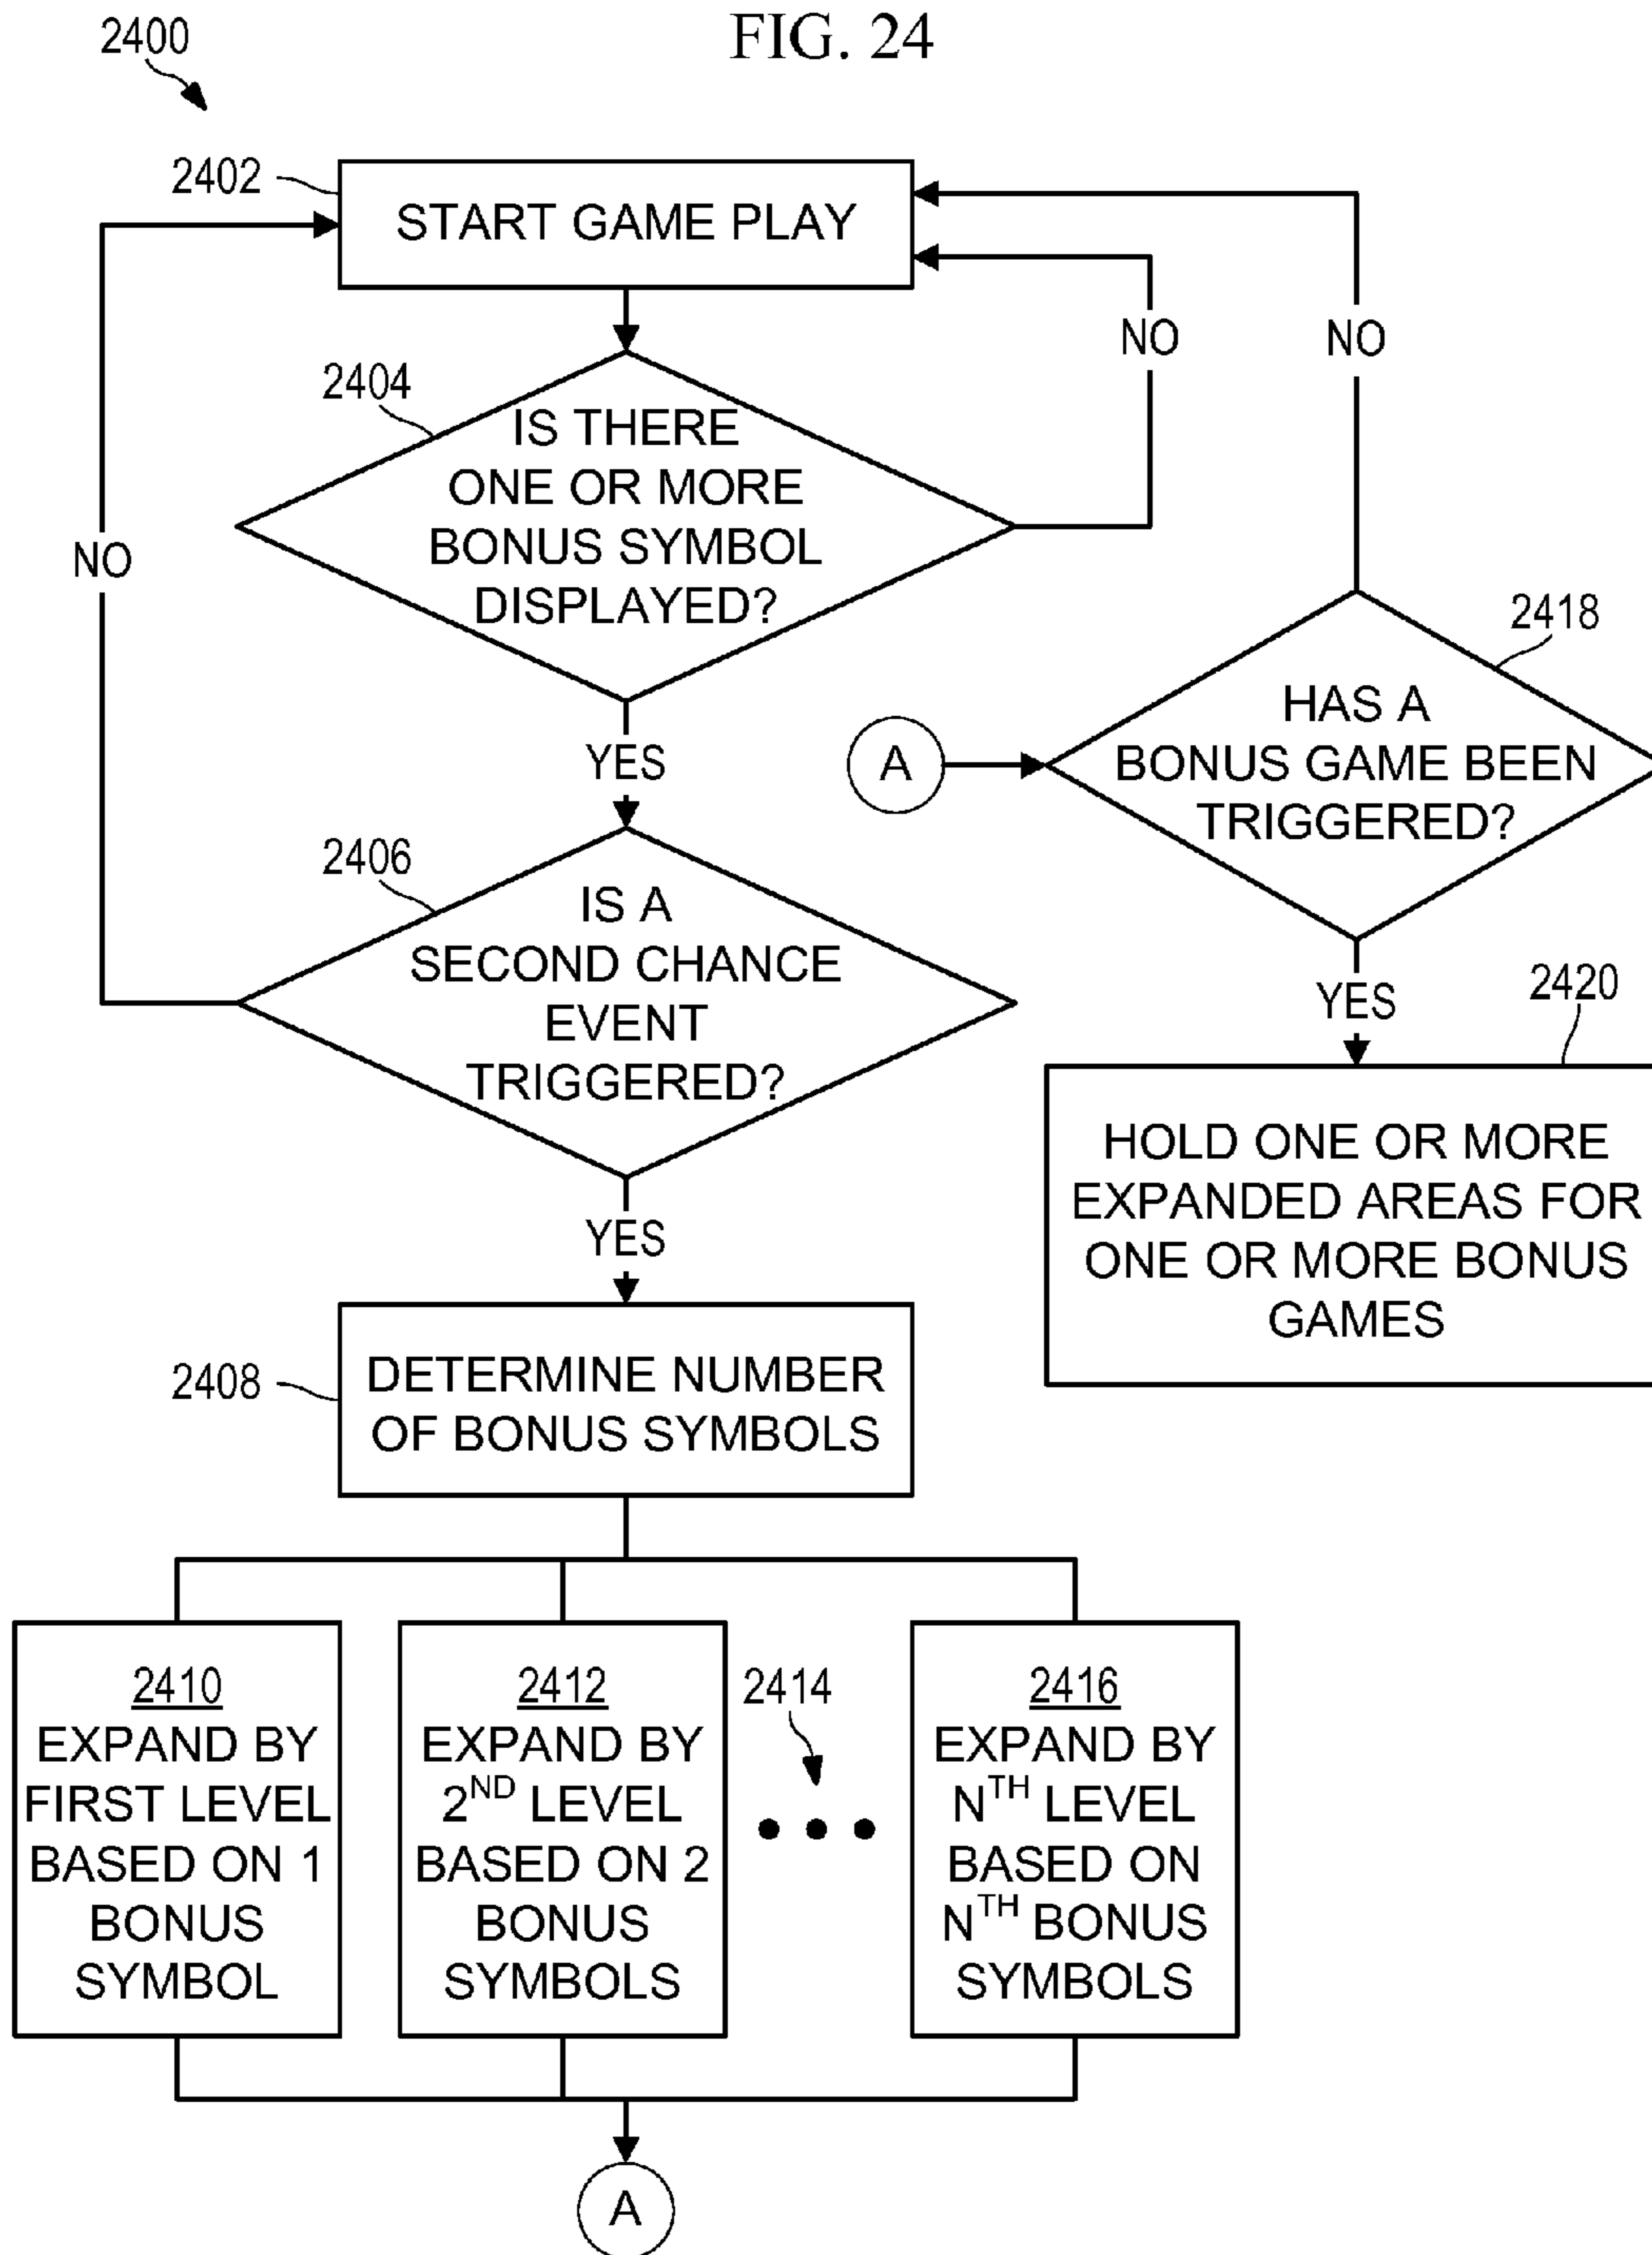 FIG. 24
2400
2402
START GAME PLAY
NO
NO
2404
IS THERE
ONE OR MORE
BONUS SYMBOL
DISPLAYED?
NO
YES
2406
IS A
SECOND CHANCE
EVENT
TRIGGERED?
YES
2408
DETERMINE NUMBER
OF BONUS SYMBOLS
2410
EXPAND BY
FIRST LEVEL
BASED ON 1
BONUS
SYMBOL
2412
EXPAND BY
2ND LEVEL
BASED ON 2
BONUS
SYMBOLS
2414
• • •
2416
EXPAND BY
NTH LEVEL
BASED ON
NTH BONUS
SYMBOLS
A
A
2418
HAS A
BONUS GAME BEEN
TRIGGERED?
YES
2420
HOLD ONE OR MORE
EXPANDED AREAS FOR
ONE OR MORE BONUS
GAMES